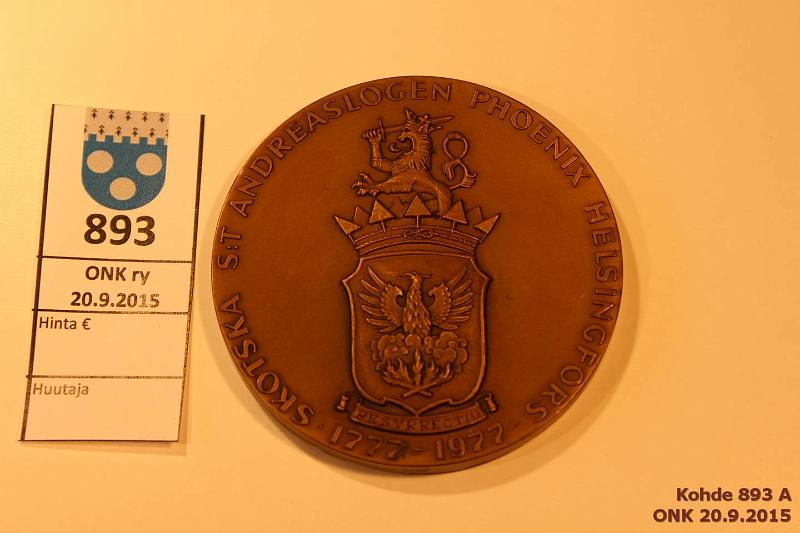 893
ONK ry
20.9.2015
Hinta €
Huutaja
SKOTSKA S:T ANDREASLOGEN PHOENIX HELSINGFORS
RESVRRECTIO
· 1777 - 1977 ·
Kohde 893 A
ONK 20.9.2015